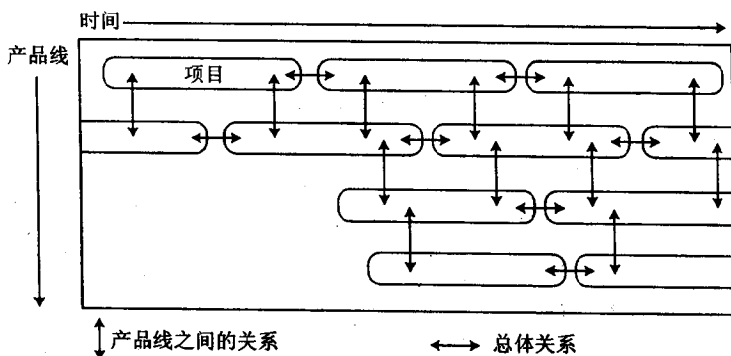 时间
产品线
项目
产品线之间的关系
总体关系